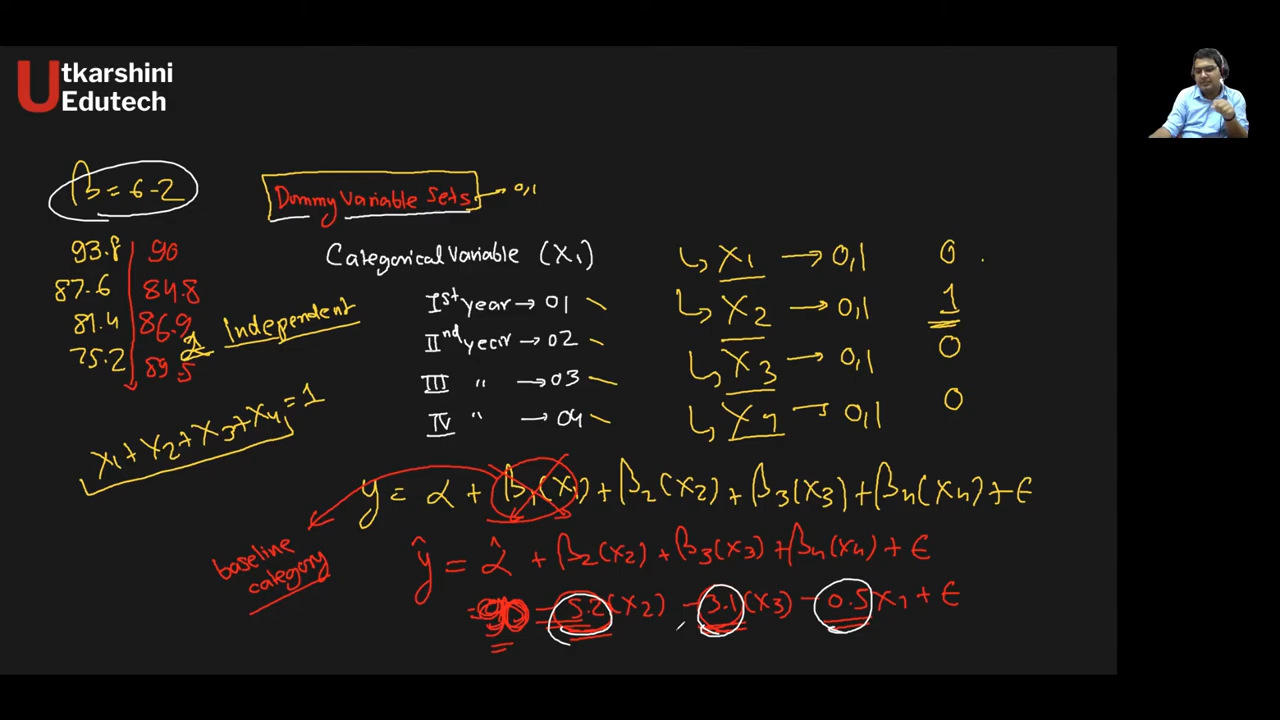 Utkarshini
Edutech
β = 6-2
Dummy Variable Sets → 0,1
93.8 90
87.6 84.8
81.4 86.9
75.2 89.5
Independent
x1+x2+x3+x4=1
Categorical Variable (X1)
Ist year → 01
IInd year → 02
III " → 03
IV " → 04
X1 → 0,1 0
X2 → 0,1 1
X3 → 0,1 0
X4 → 0,1 0
y = α + β1(X1) + β2(X2) + β3(X3) + β4(X4) + ε
baseline
category
ŷ = α̂ + β2(X2) + β3(X3) + β4(X4) + ε
= 90 - 5.2(X2) - 3.1(X3) - 0.5X4 + ε